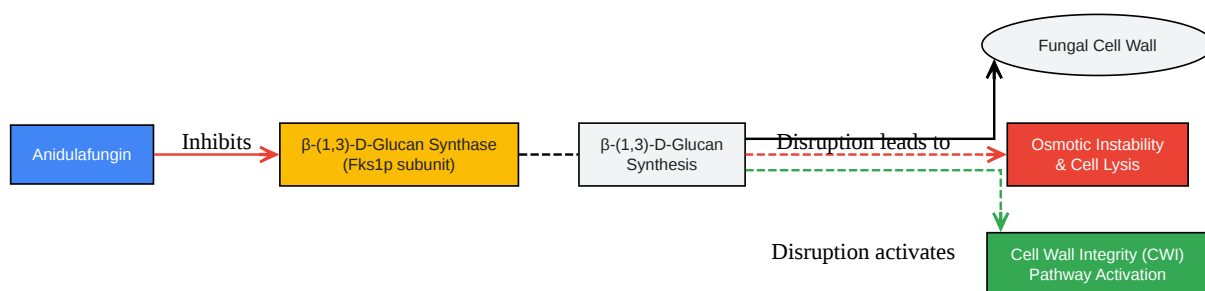 Fungal Cell Wall
Anidulafungin
Inhibits
β-(1,3)-D-Glucan Synthase
(Fks1p subunit)
β-(1,3)-D-Glucan
Synthesis
Disruption leads to
Osmotic Instability
& Cell Lysis
Disruption activates
Cell Wall Integrity (CWI)
Pathway Activation